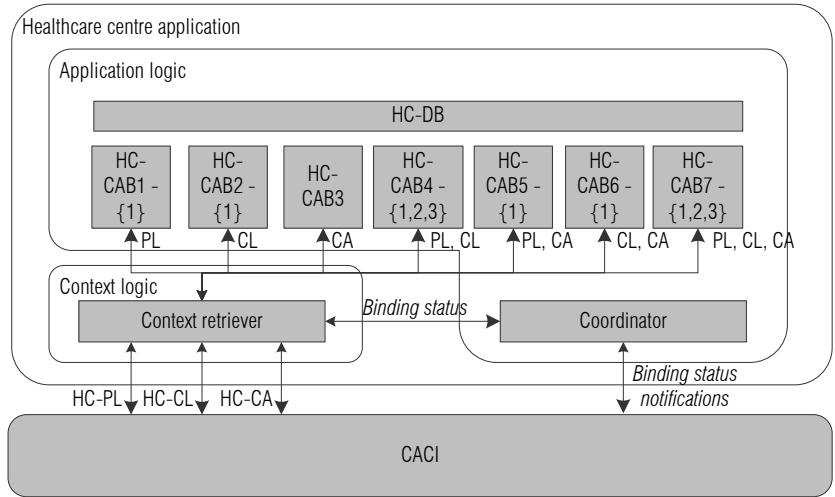 Healthcare centre application
Application logic
HC-DB
HC-
CAB1 -
{1}
HC-
CAB2 -
{1}
HC-
CAB3
HC-
CAB4 -
{1,2,3}
HC-
CAB5 -
{1}
HC-
CAB6 -
{1}
HC-
CAB7 -
{1,2,3}
PL
CL
CA
PL, CL
PL, CA
CL, CA
PL, CL, CA
Context logic
Context retriever
Binding status
Coordinator
HC-PL
HC-CL
HC-CA
Binding status
notifications
CACI